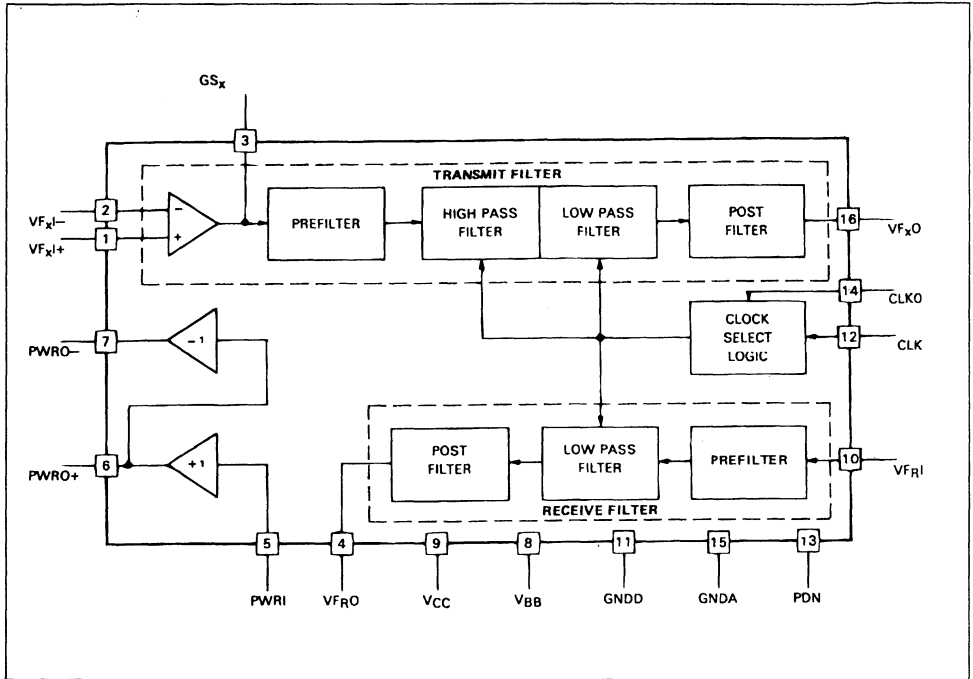 GSx
3
TRANSMIT FILTER
2
VFxI−
1
VFxI+
−
+
PREFILTER
HIGH PASS
FILTER
LOW PASS
FILTER
POST
FILTER
16
VFxO
14
CLK0
CLOCK
SELECT
LOGIC
12
CLK
7
PWRO−
−1
6
PWRO+
+1
POST
FILTER
LOW PASS
FILTER
PREFILTER
10
VFRI
RECEIVE FILTER
5
4
9
8
11
15
13
PWRI
VFRO
VCC
VBB
GNDD
GNDA
PDN